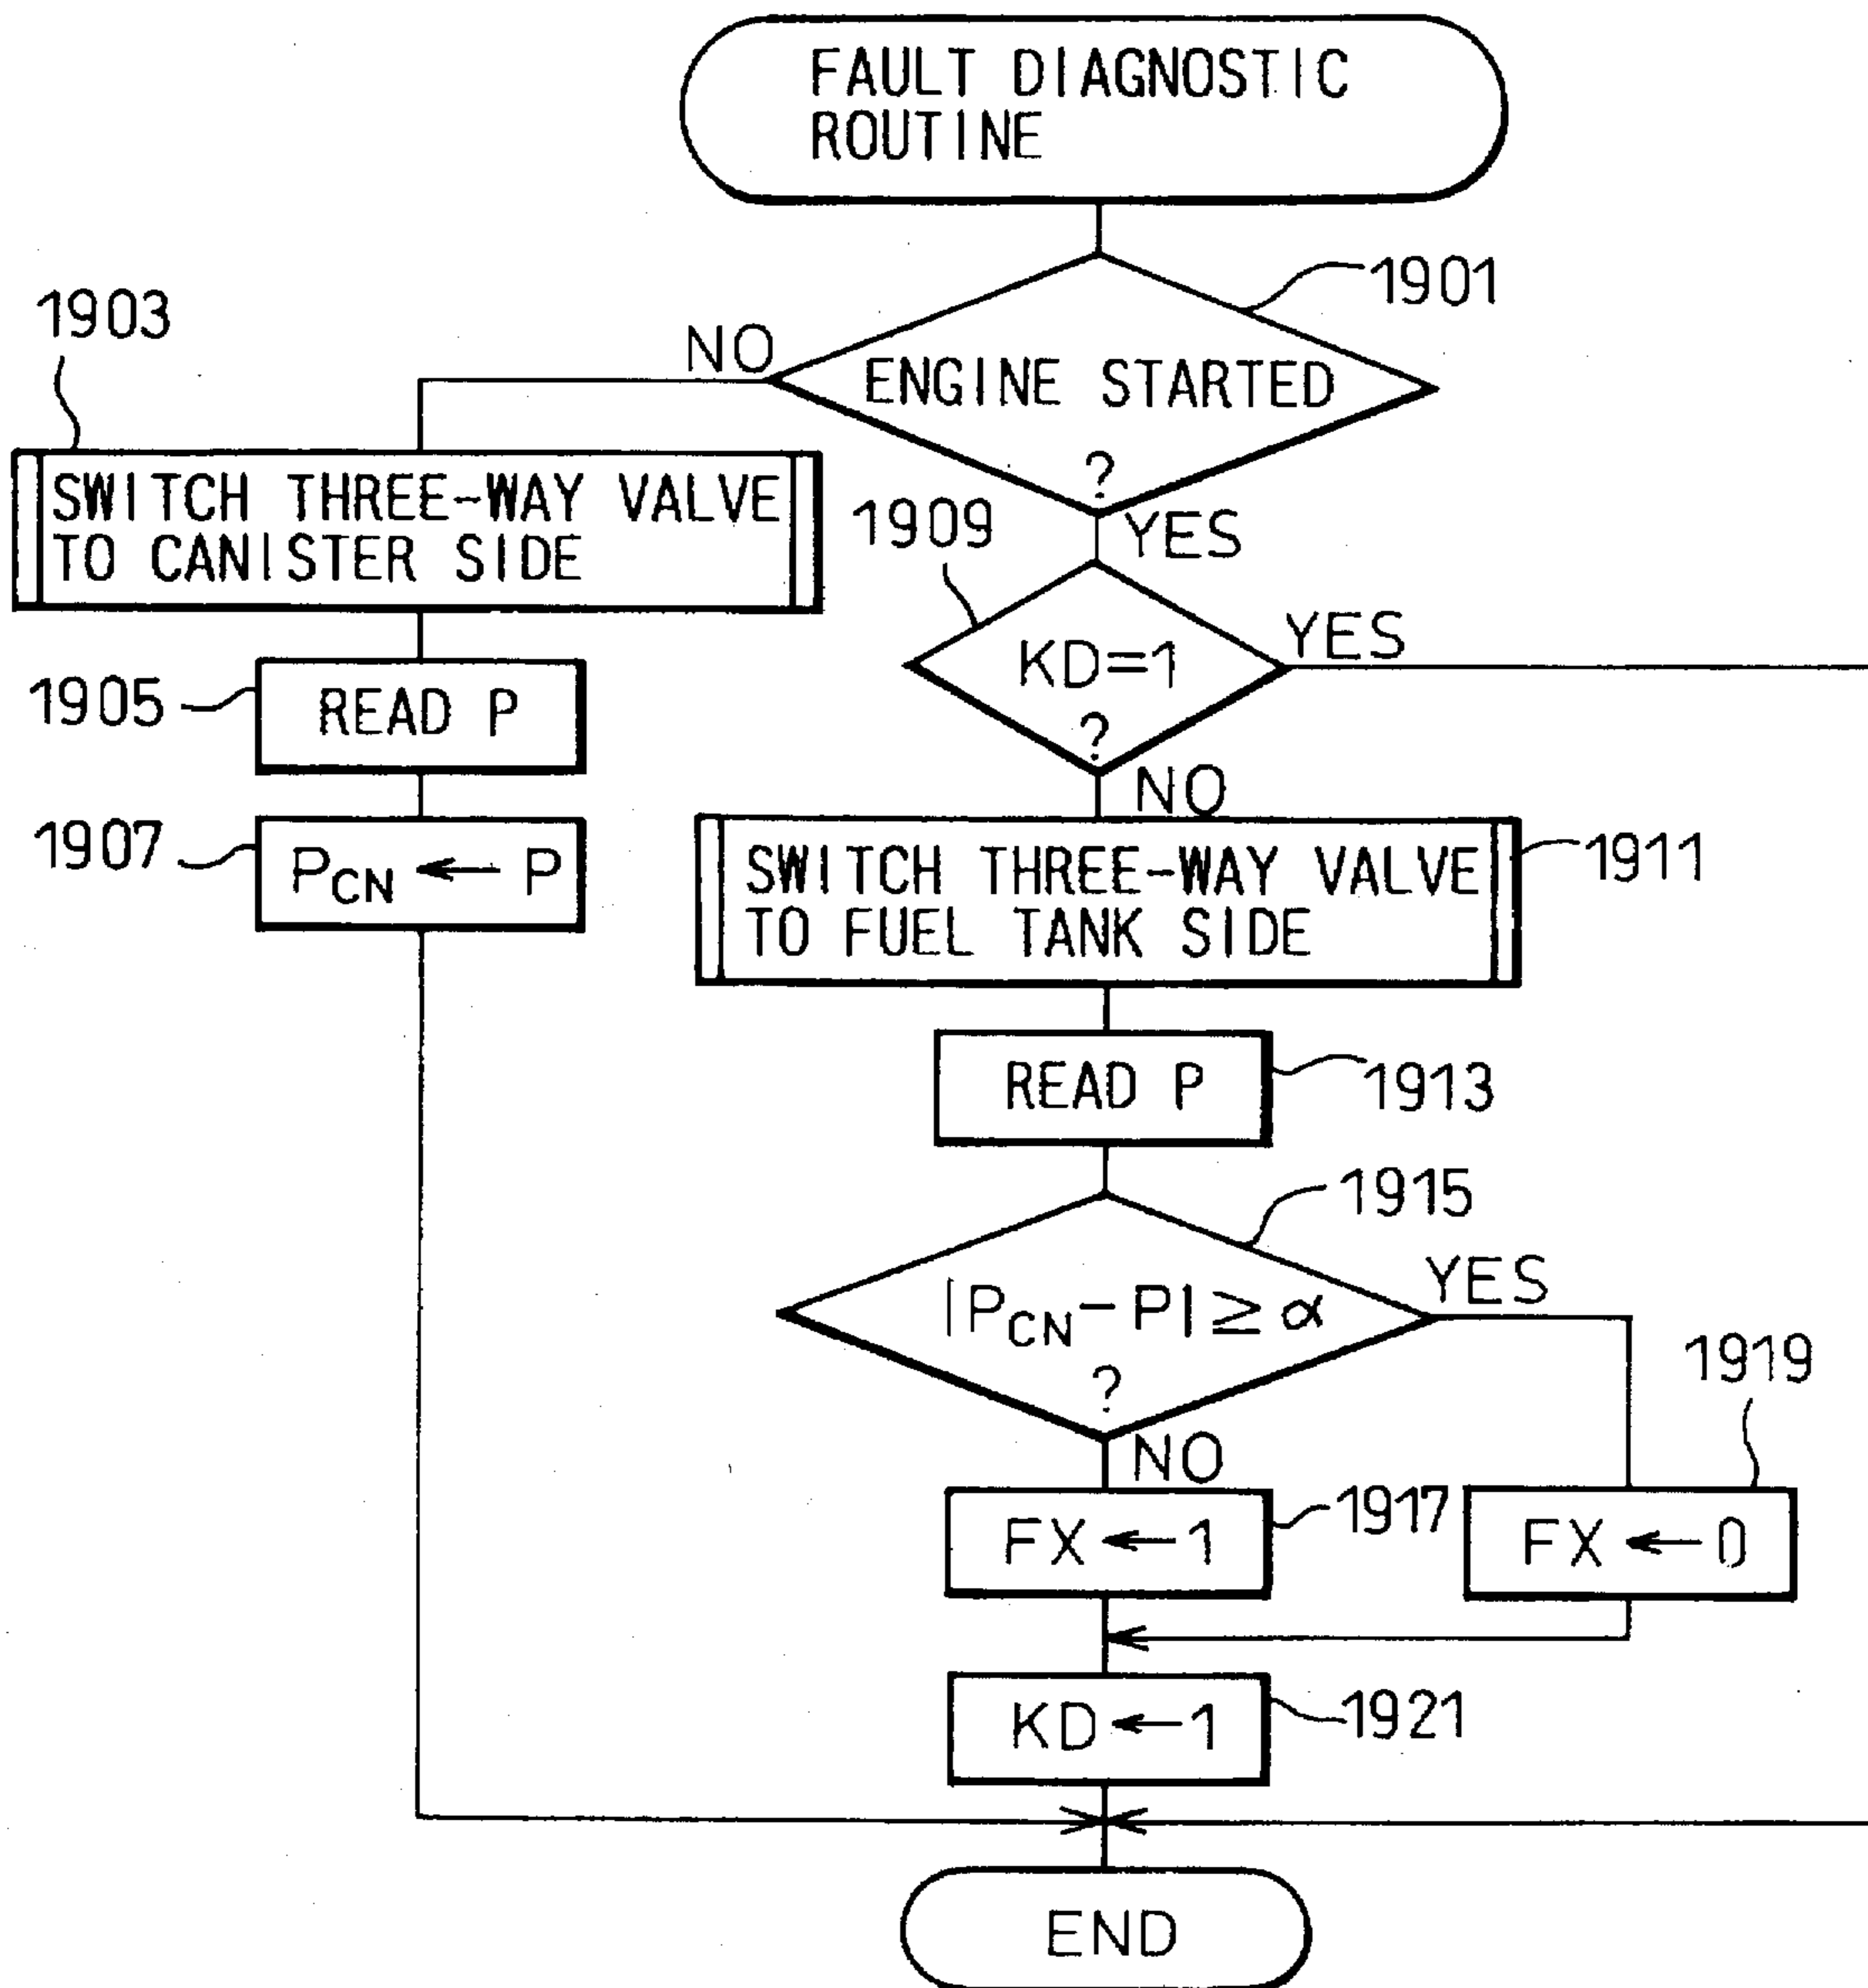 FAULT DIAGNOSTIC
ROUTINE
1901
ENGINE STARTED
?
NO
YES
1903
SWITCH THREE-WAY VALVE
TO CANISTER SIDE
1905
READ P
1907
PCN ← P
1909
KD=1
?
YES
NO
SWITCH THREE-WAY VALVE
TO FUEL TANK SIDE
1911
READ P
1913
1915
|PCN − P| ≥ α
?
YES
NO
FX ← 1
1917
1919
FX ← 0
KD ← 1
1921
END